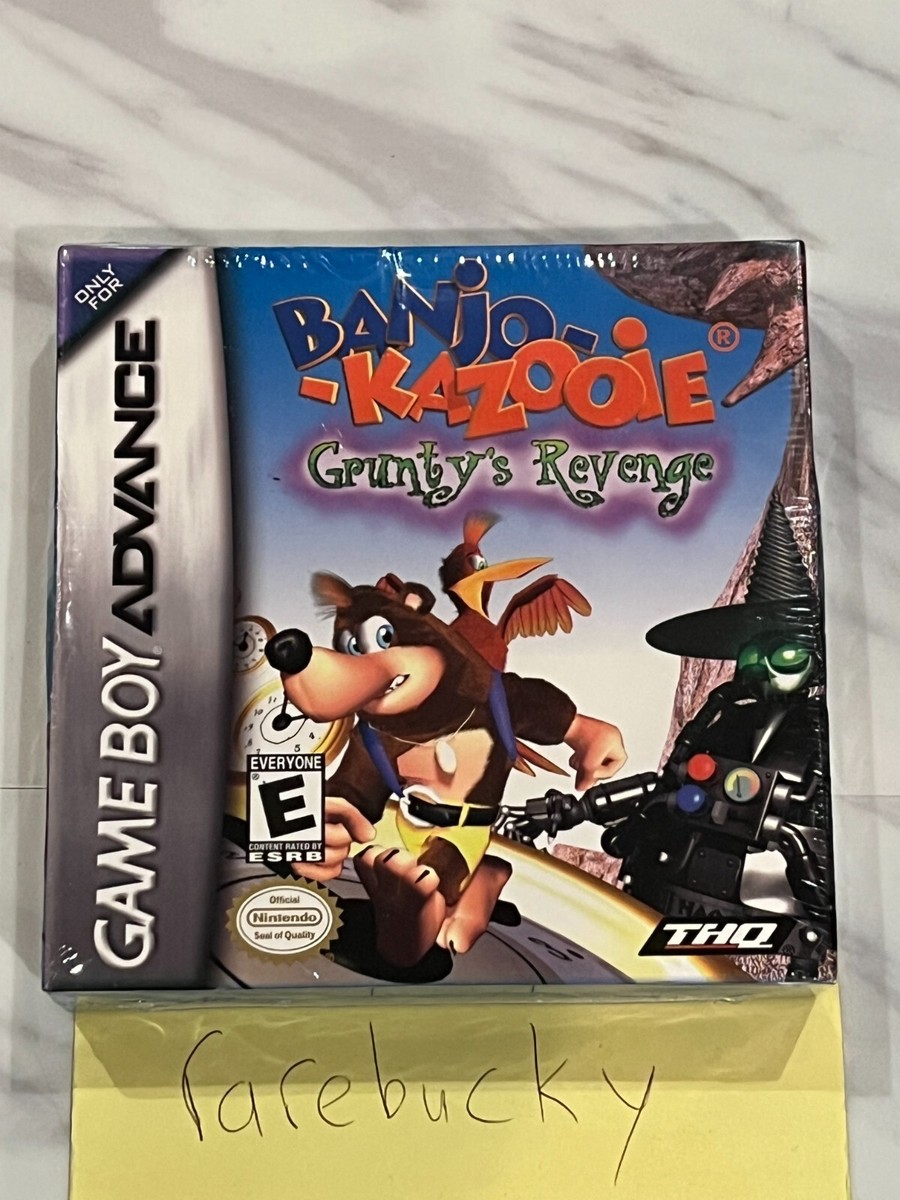 ONLY
FOR
GAME BOY ADVANCE
BANJO-
-KAZOOIE®
Grunty's Revenge
EVERYONE
E
CONTENT RATED BY
ESRB
Official
Nintendo
Seal of Quality
THQ
rarebucky